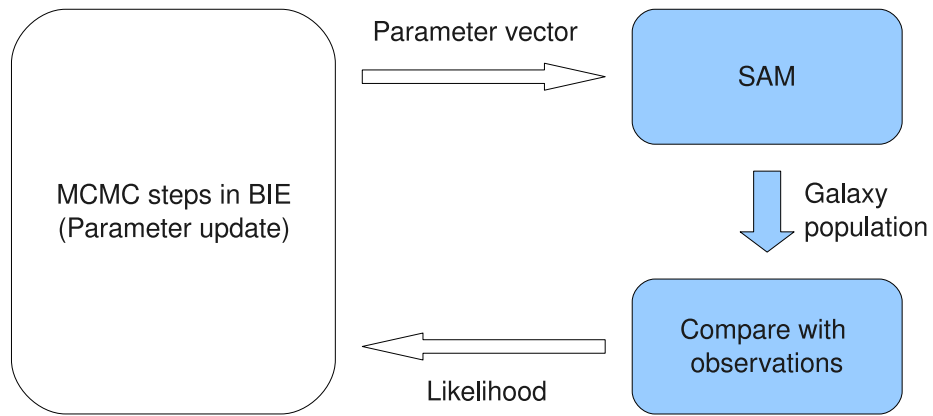 Parameter vector
SAM
MCMC steps in BIE
(Parameter update)
Galaxy
population
Compare with
observations
Likelihood